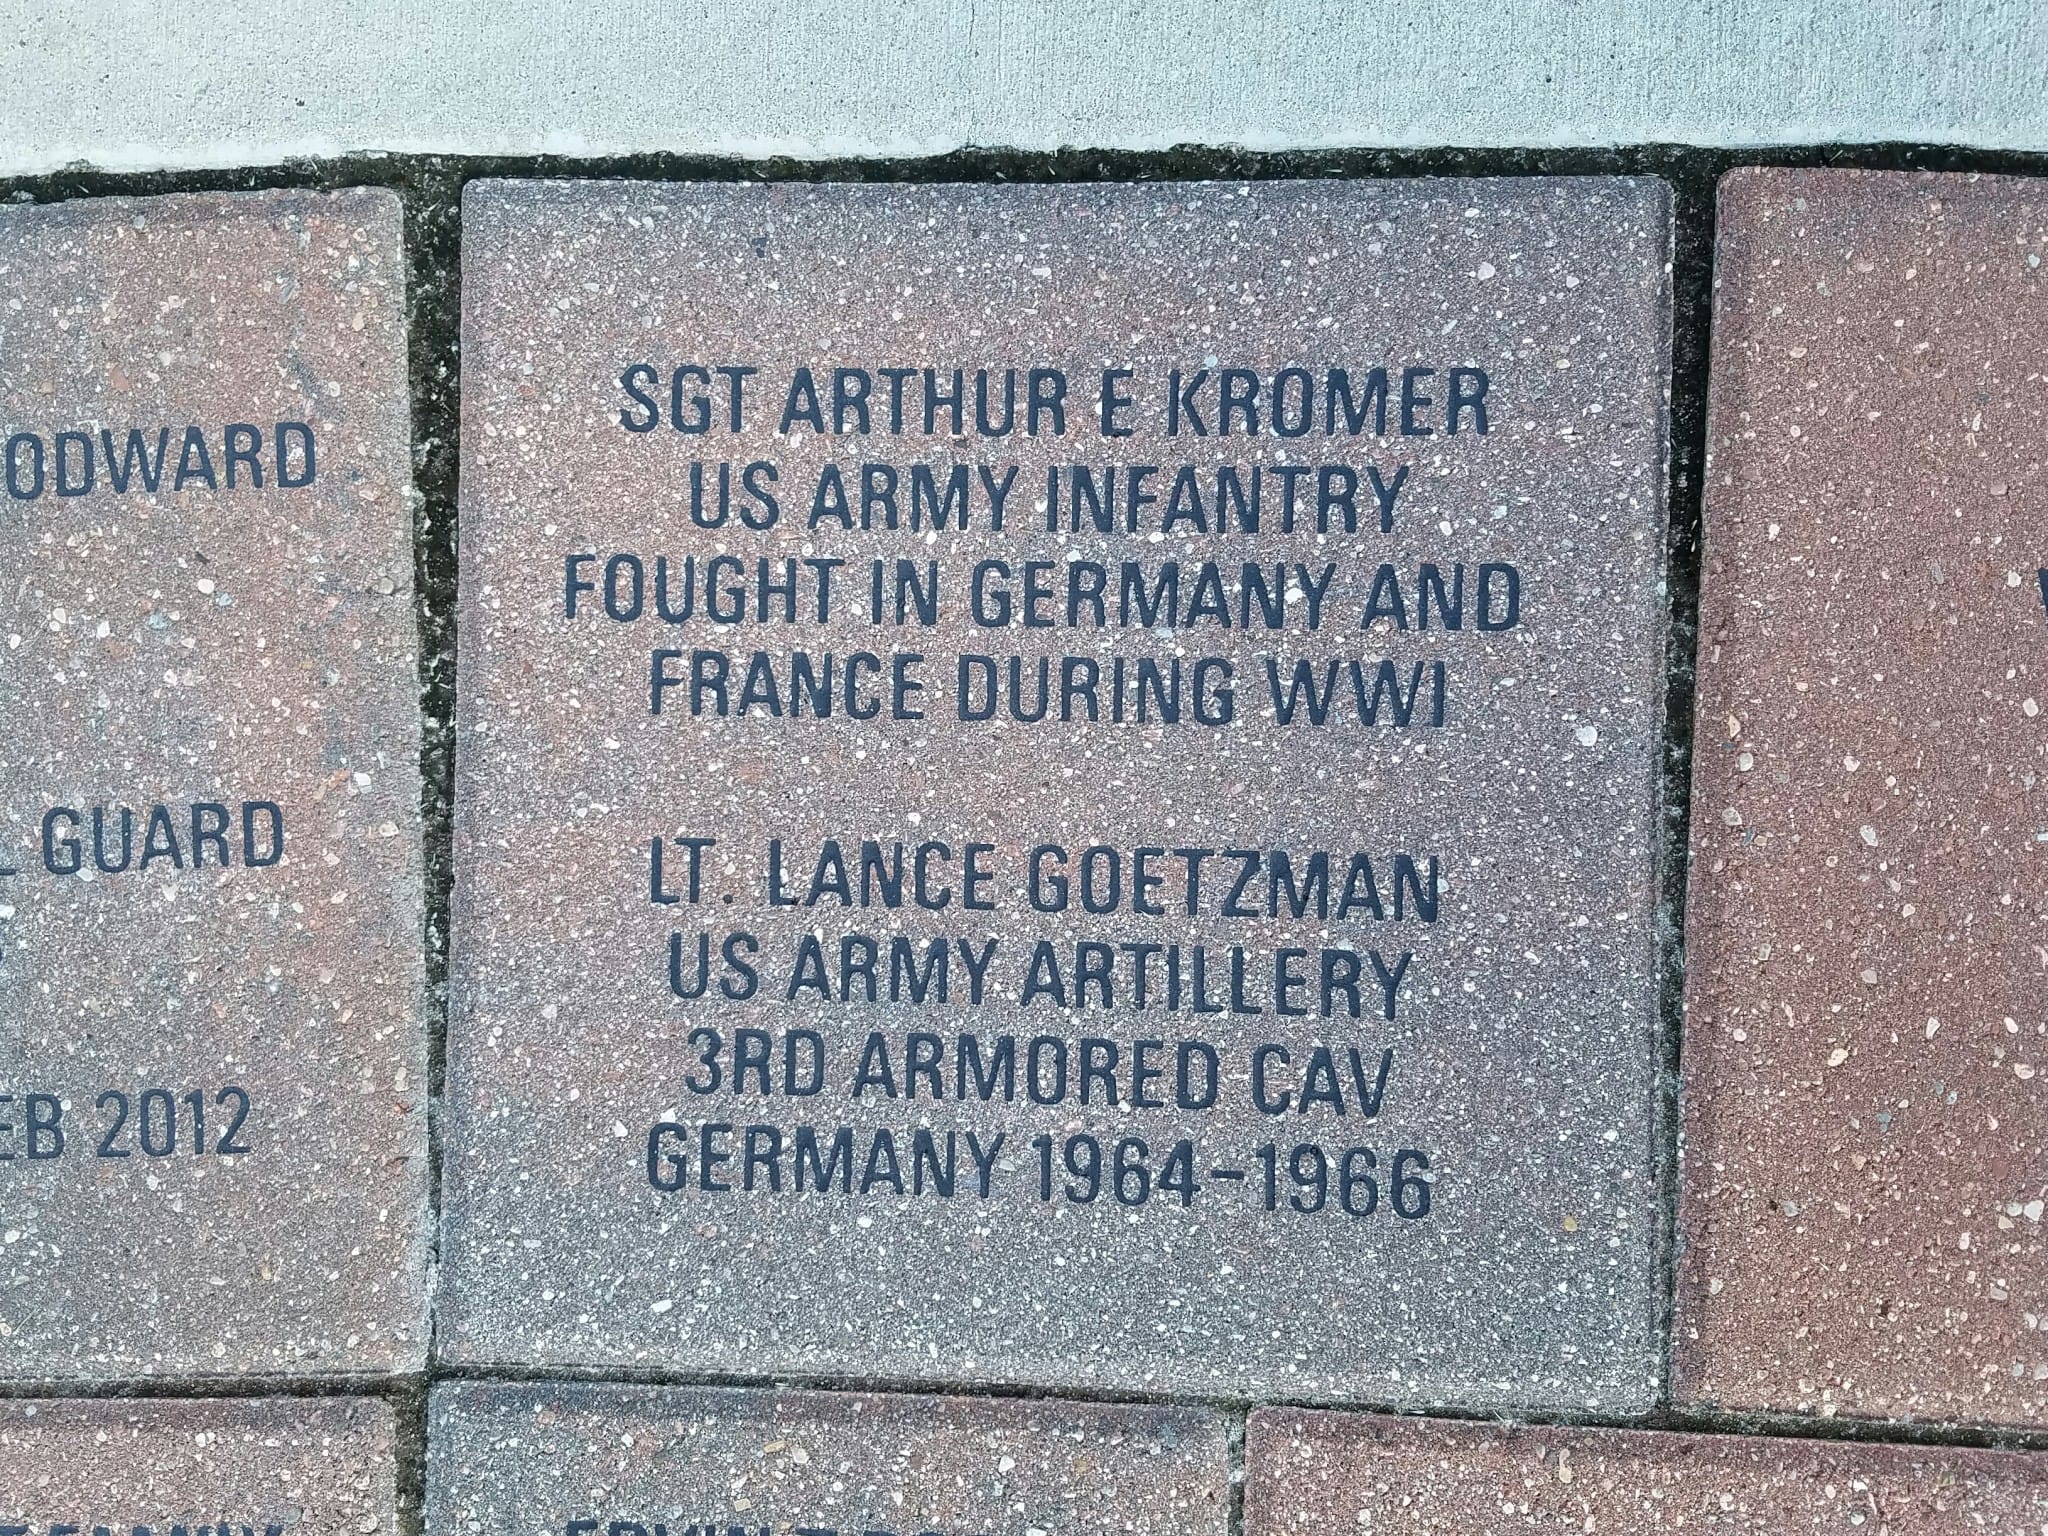 SGT ARTHUR E KROMER
US ARMY INFANTRY
FOUGHT IN GERMANY AND
FRANCE DURING WWI
LT. LANCE GOETZMAN
US ARMY ARTILLERY
3RD ARMORED CAV
GERMANY 1964-1966
ODWARD
GUARD
EB 2012